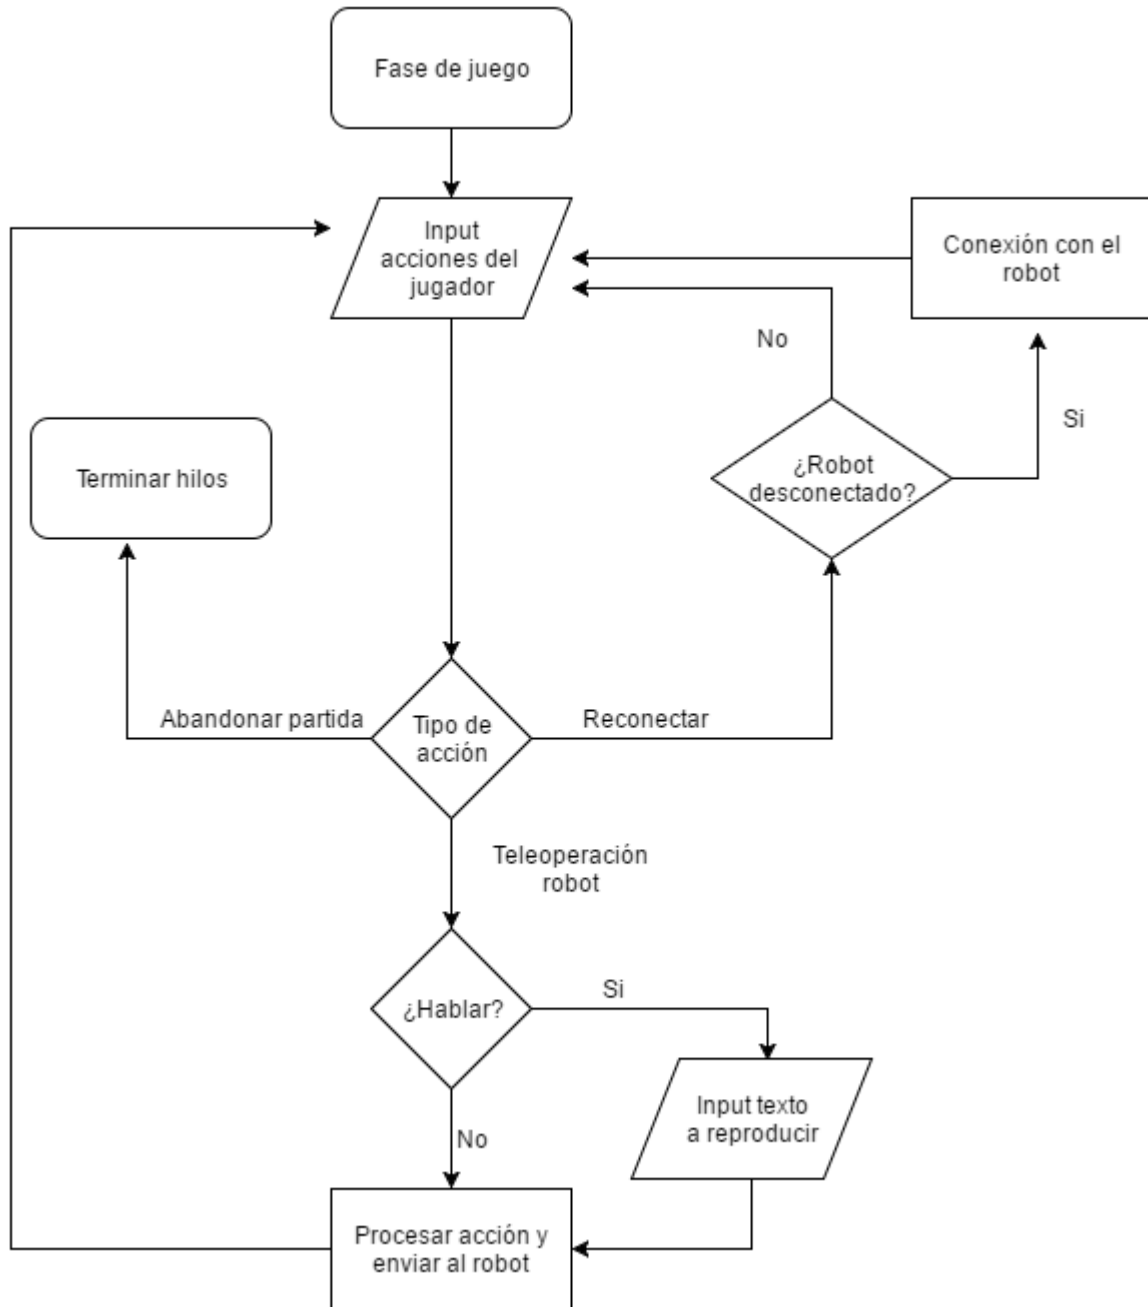 Fase de juego
Input
acciones del
jugador
Conexión con el
robot
No
Si
¿Robot
desconectado?
Terminar hilos
Abandonar partida
Tipo de
acción
Reconectar
Teleoperación
robot
¿Hablar?
Si
Input texto
a reproducir
No
Procesar acción y
enviar al robot